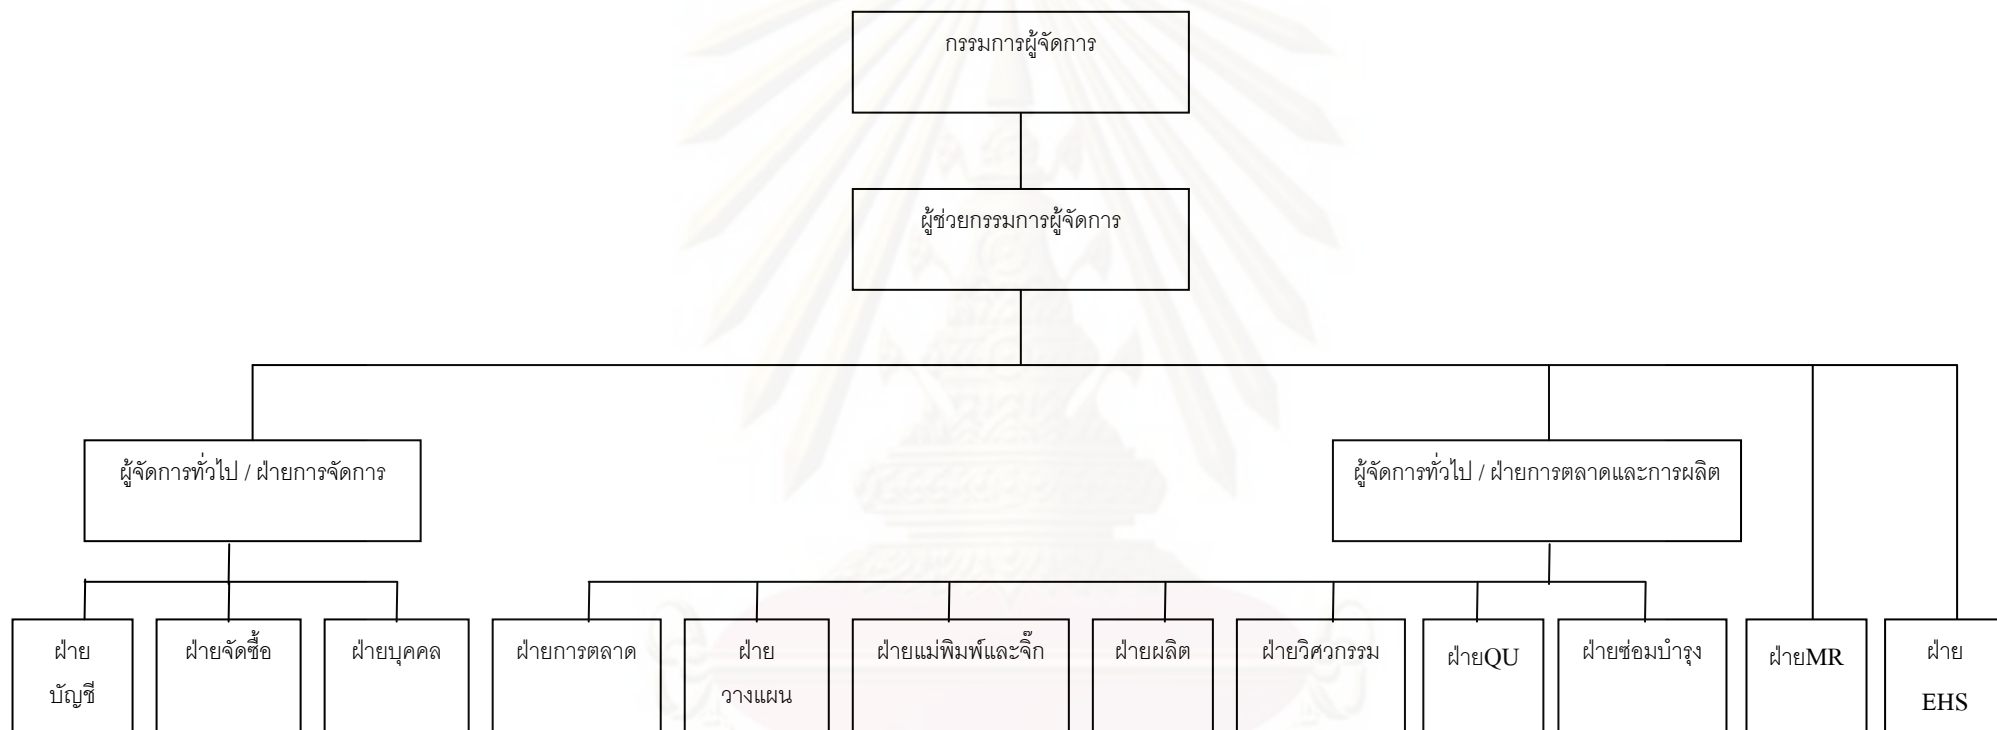 กรรมการผู้จัดการ
ผู้ช่วยกรรมการผู้จัดการ
ผู้จัดการทั่วไป / ฝ่ายการจัดการ
ผู้จัดการทั่วไป / ฝ่ายการตลาดและการผลิต
ฝ่าย
บัญชี
ฝ่ายจัดซื้อ
ฝ่ายบุคคล
ฝ่ายการตลาด
ฝ่าย
วางแผน
ฝ่ายแม่พิมพ์และจิ๊ก
ฝ่ายผลิต
ฝ่ายวิศวกรรม
ฝ่ายQU
ฝ่ายซ่อมบำรุง
ฝ่ายMR
ฝ่าย
EHS